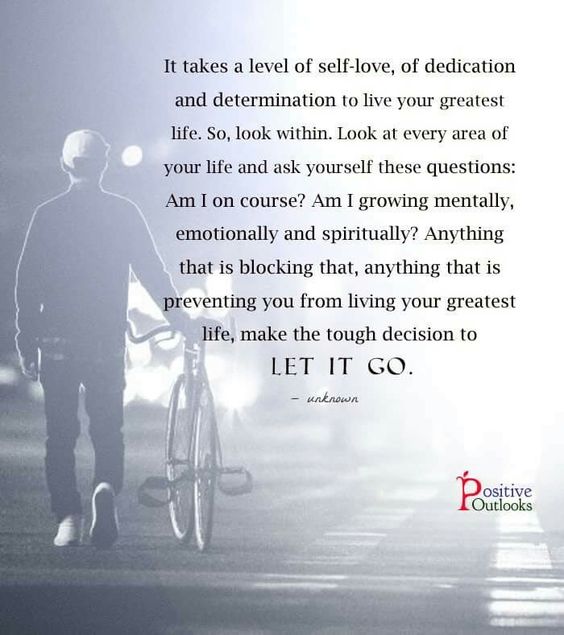 It takes a level of self-love, of dedication
and determination to live your greatest
life. So, look within. Look at every area of
your life and ask yourself these questions:
Am I on course? Am I growing mentally,
emotionally and spiritually? Anything
that is blocking that, anything that is
preventing you from living your greatest
life, make the tough decision to
LET IT GO.
– unknown
Positive
Outlooks